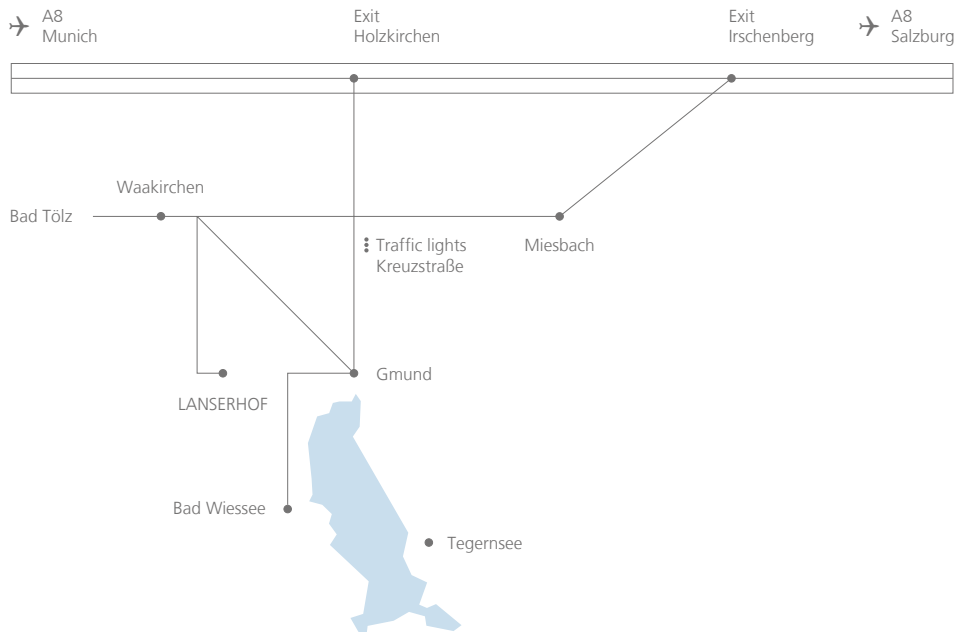 A8
Munich
Exit
Holzkirchen
Exit
Irschenberg
A8
Salzburg
Waakirchen
Bad Tölz
Traffic lights
Kreuzstraße
Miesbach
Gmund
LANSERHOF
Bad Wiessee
Tegernsee